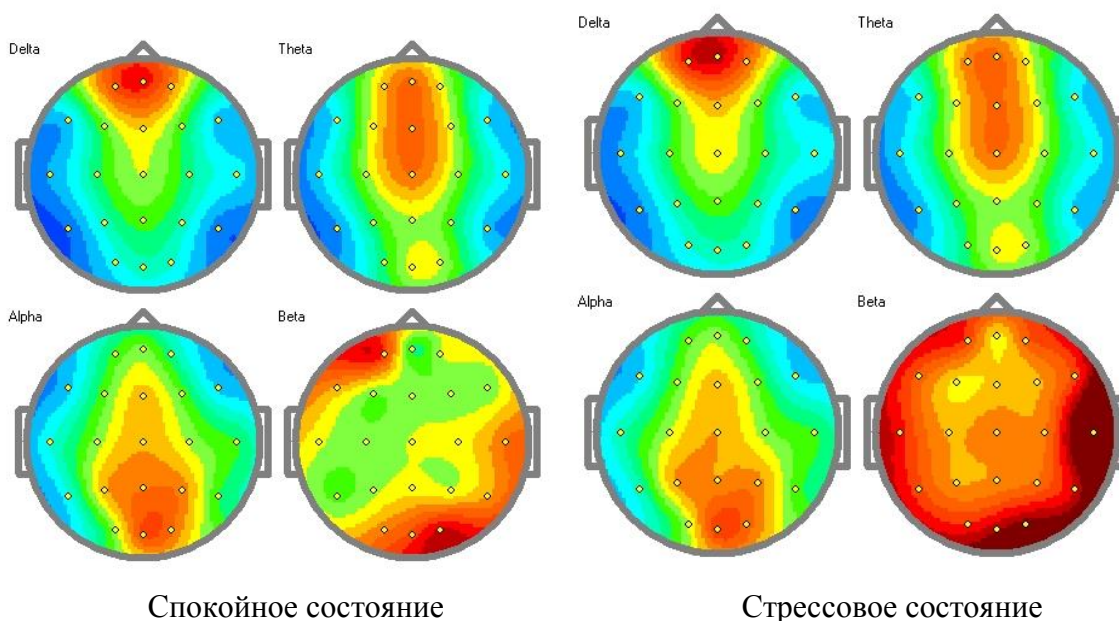 Delta
Theta
Alpha
Beta
Спокойное состояние
Delta
Theta
Alpha
Beta
Стрессовое состояние